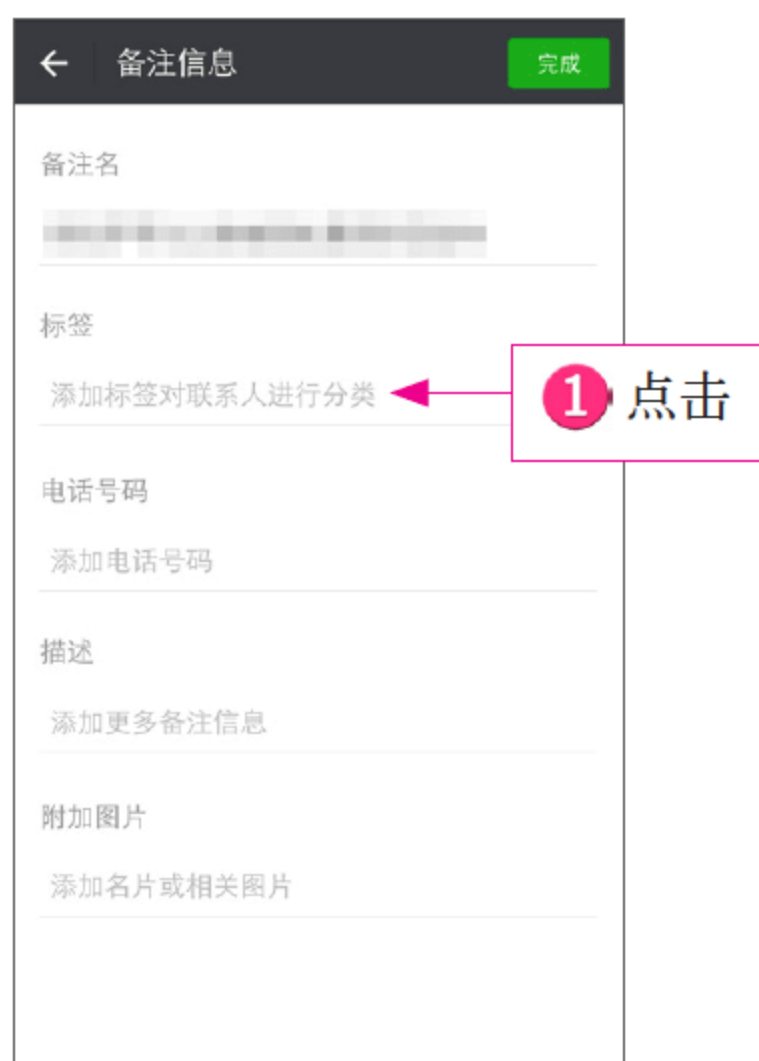 备注信息
完成
备注名
标签
添加标签对联系人进行分类
1 点击
电话号码
添加电话号码
描述
添加更多备注信息
附加图片
添加名片或相关图片